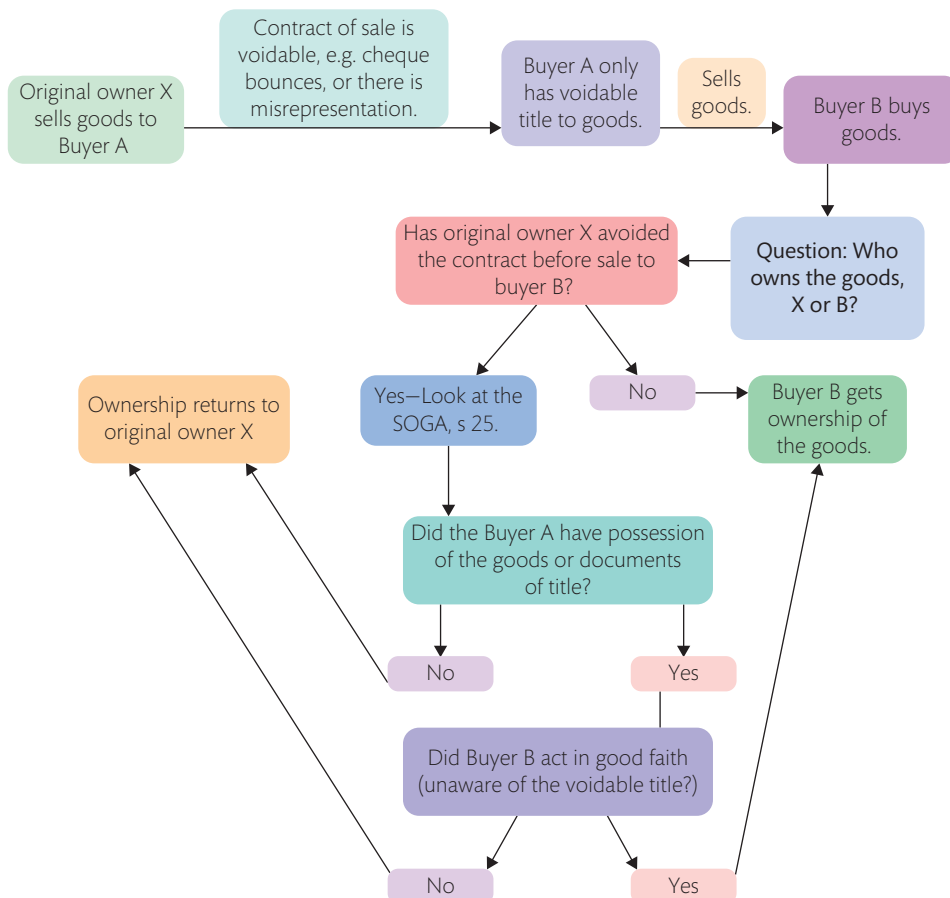 Original owner X
sells goods to
Buyer A
Contract of sale is
voidable, e.g. cheque
bounces, or there is
misrepresentation.
Buyer A only
has voidable
title to goods.
Sells
goods.
Buyer B buys
goods.
Question: Who
owns the goods,
X or B?
Has original owner X avoided
the contract before sale to
buyer B?
Yes—Look at the
SOGA, s 25.
No
Buyer B gets
ownership of
the goods.
Ownership returns to
original owner X
Did the Buyer A have possession
of the goods or documents
of title?
No
Yes
Did Buyer B act in good faith
(unaware of the voidable title?)
No
Yes